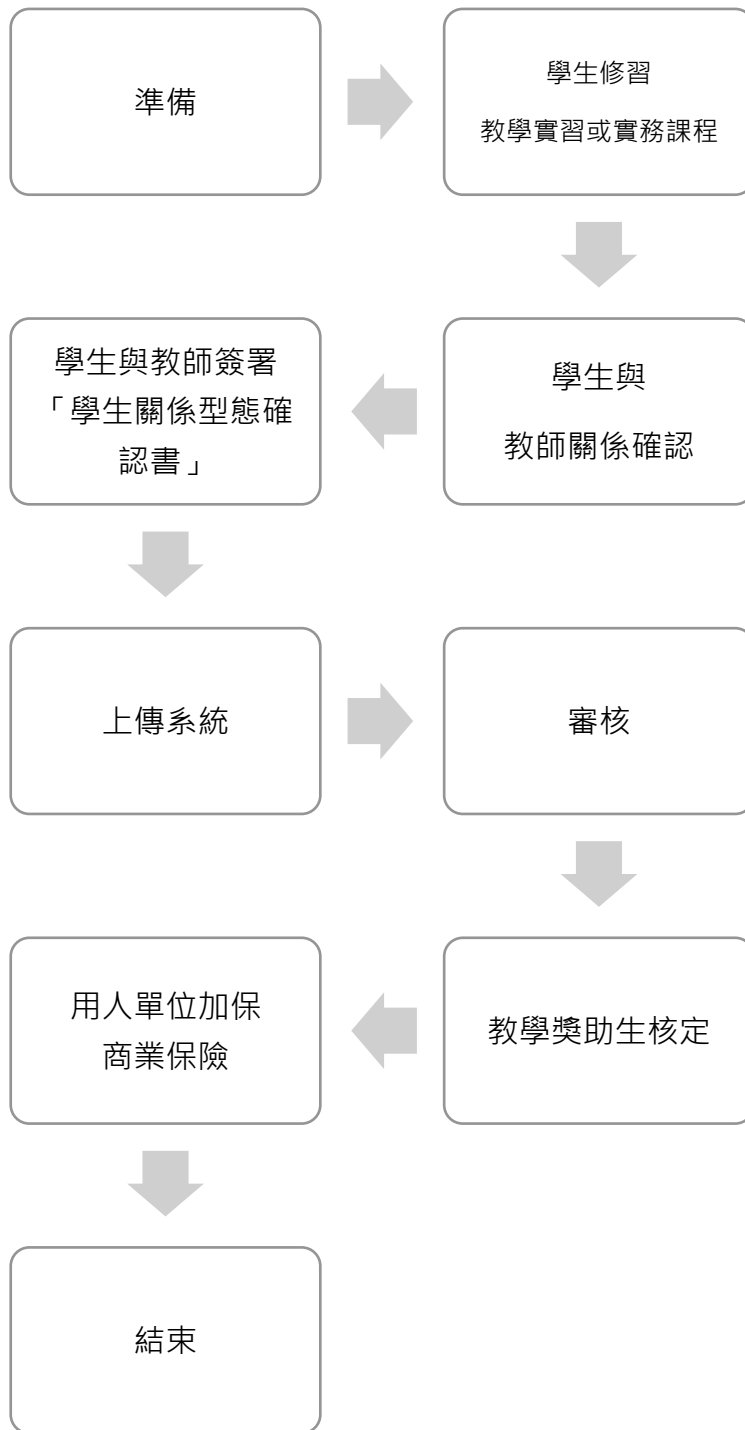 準備
學生修習
教學實習或實務課程
學生與
教師關係確認
學生與教師簽署
「學生關係型態確
認書」
上傳系統
審核
教學獎助生核定
用人單位加保
商業保險
結束